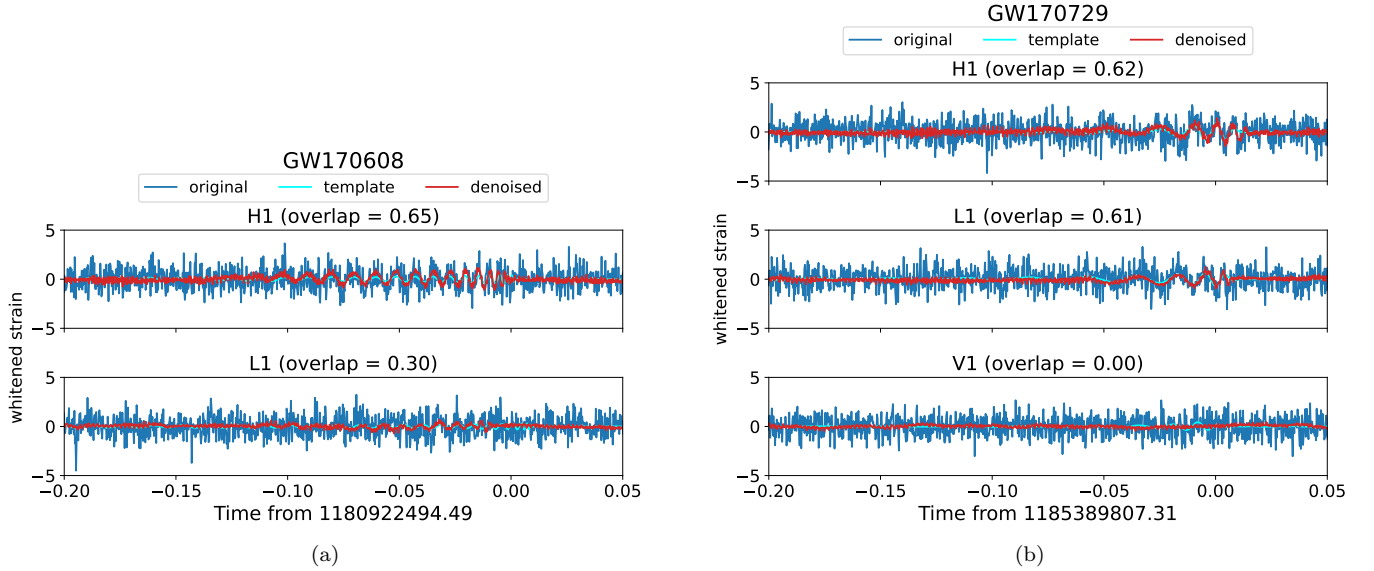 GW170608
original template denoised
H1 (overlap = 0.65)
5
0
−5
L1 (overlap = 0.30)
5
0
−5
whitened strain
−0.20 −0.15 −0.10 −0.05 0.00 0.05
Time from 1180922494.49
(a)
GW170729
original template denoised
H1 (overlap = 0.62)
5
0
−5
L1 (overlap = 0.61)
5
0
−5
V1 (overlap = 0.00)
5
0
−5
whitened strain
−0.20 −0.15 −0.10 −0.05 0.00 0.05
Time from 1185389807.31
(b)